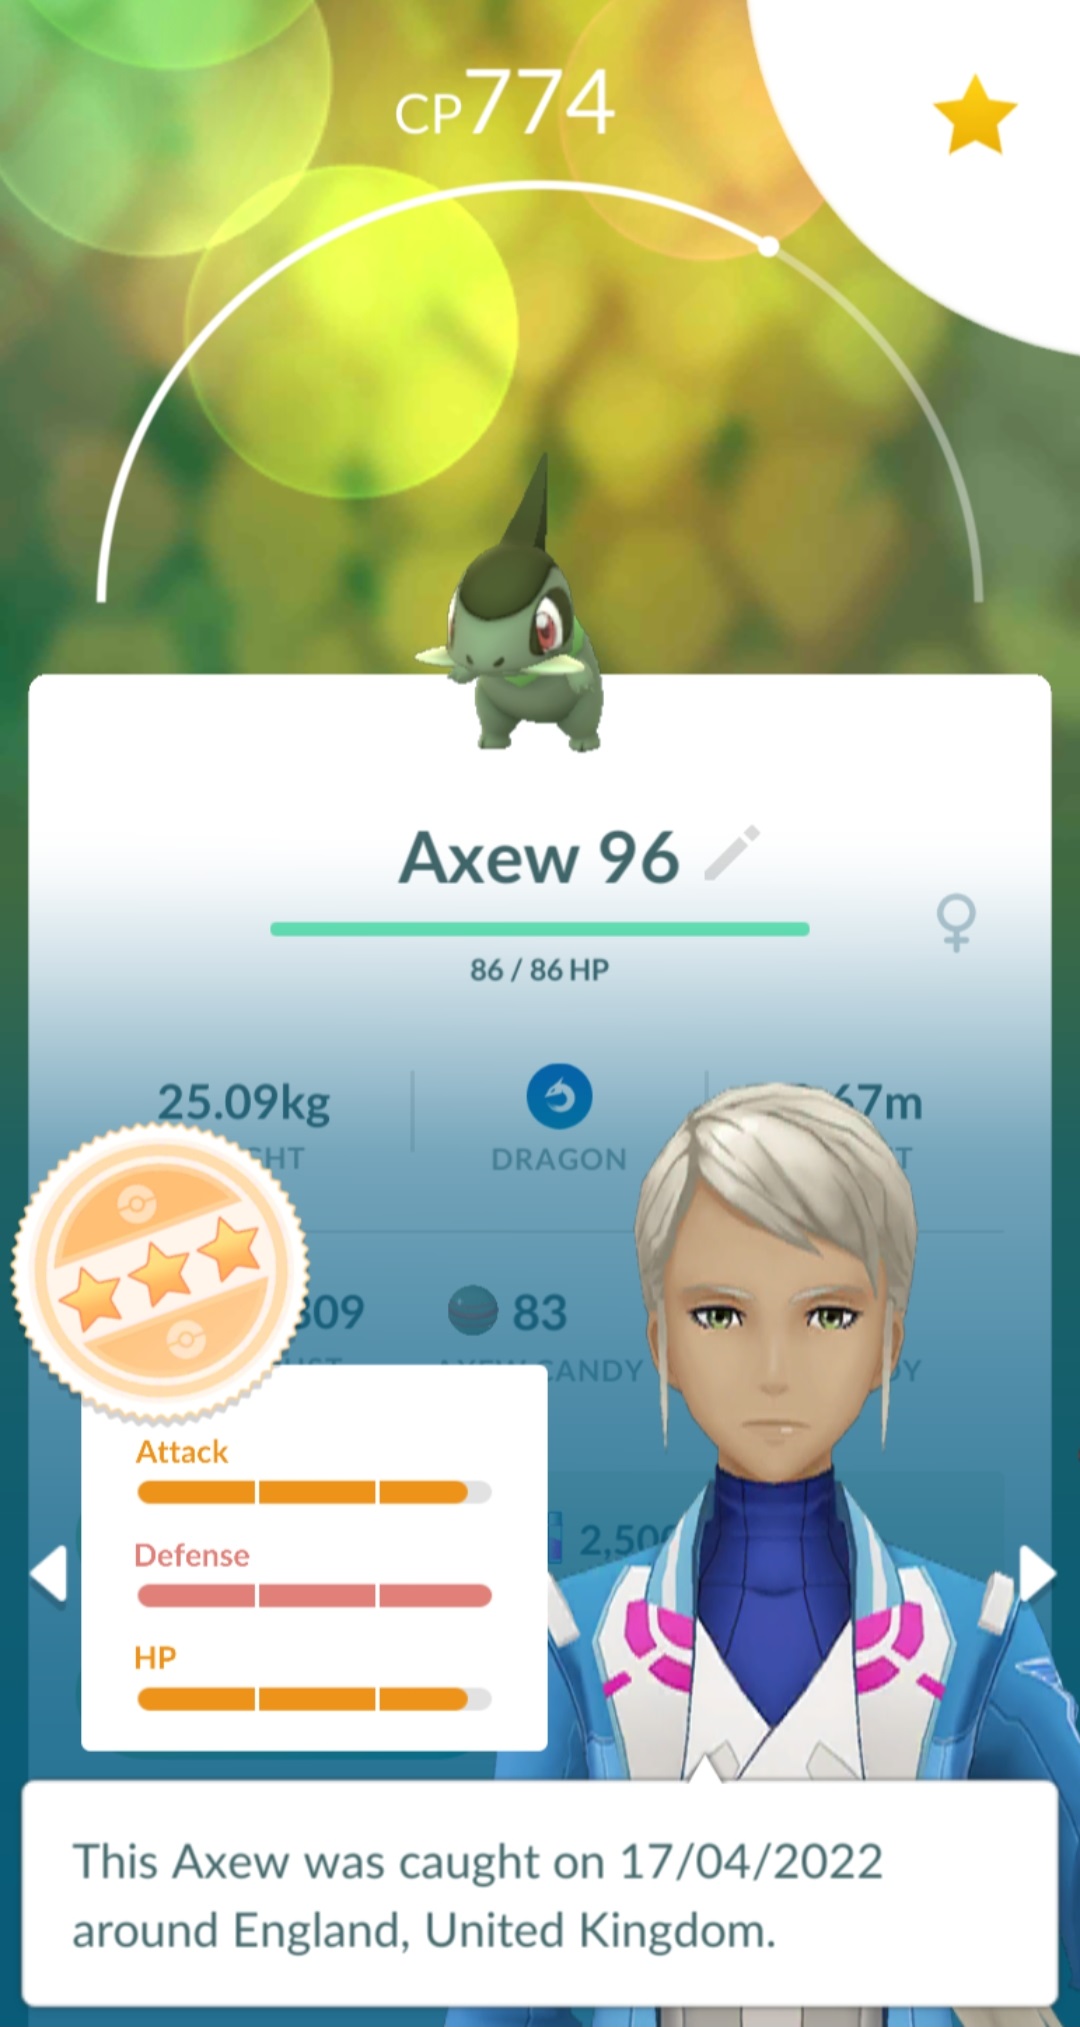 CP774
Axew 96
86 / 86 HP
25.09kg
DRAGON
83
Attack
Defense
HP
This Axew was caught on 17/04/2022
around England, United Kingdom.